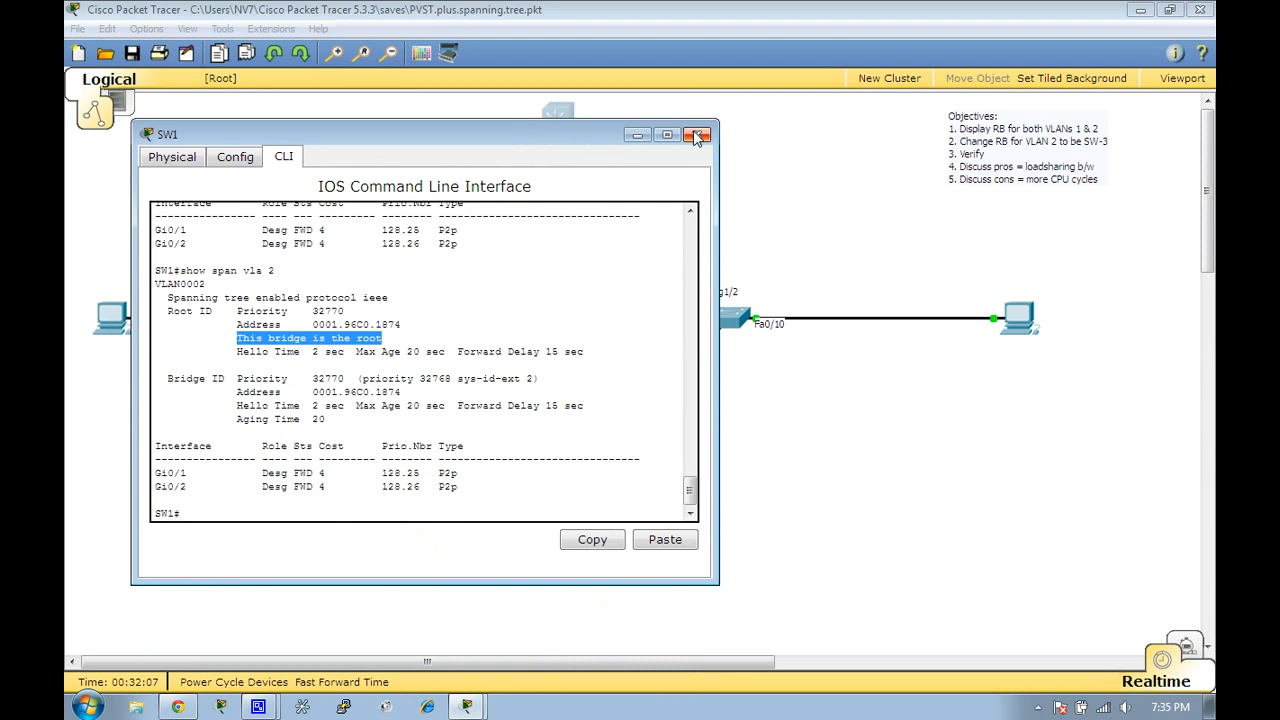 Cisco Packet Tracer - C:\Users\NV7\Cisco Packet Tracer 5.3.3\saves\PVST.plus.spanning.tree.pkt
File Edit Options View Tools Extensions Help
Logical [Root] New Cluster Move Object Set Tiled Background Viewport
Objectives:
1. Display RB for both VLANs 1 & 2
2. Change RB for VLAN 2 to be SW-3
3. Verify
4. Discuss pros = loadsharing b/w
5. Discuss cons = more CPU cycles
SW1
Physical Config CLI
IOS Command Line Interface
Interface Role Sts Cost Prio.Nbr Type
---------------- ---- --- --------- -------- --------------------------------
Gi0/1 Desg FWD 4 128.25 P2p
Gi0/2 Desg FWD 4 128.26 P2p
SW1#show span vla 2
VLAN0002
Spanning tree enabled protocol ieee
Root ID Priority 32770
Address 0001.96C0.1874
This bridge is the root
Hello Time 2 sec Max Age 20 sec Forward Delay 15 sec
Bridge ID Priority 32770 (priority 32768 sys-id-ext 2)
Address 0001.96C0.1874
Hello Time 2 sec Max Age 20 sec Forward Delay 15 sec
Aging Time 20
Interface Role Sts Cost Prio.Nbr Type
---------------- ---- --- --------- -------- --------------------------------
Gi0/1 Desg FWD 4 128.25 P2p
Gi0/2 Desg FWD 4 128.26 P2p
SW1#
Copy Paste
g1/2
Fa0/10
Time: 00:32:07 Power Cycle Devices Fast Forward Time
Realtime
7:35 PM